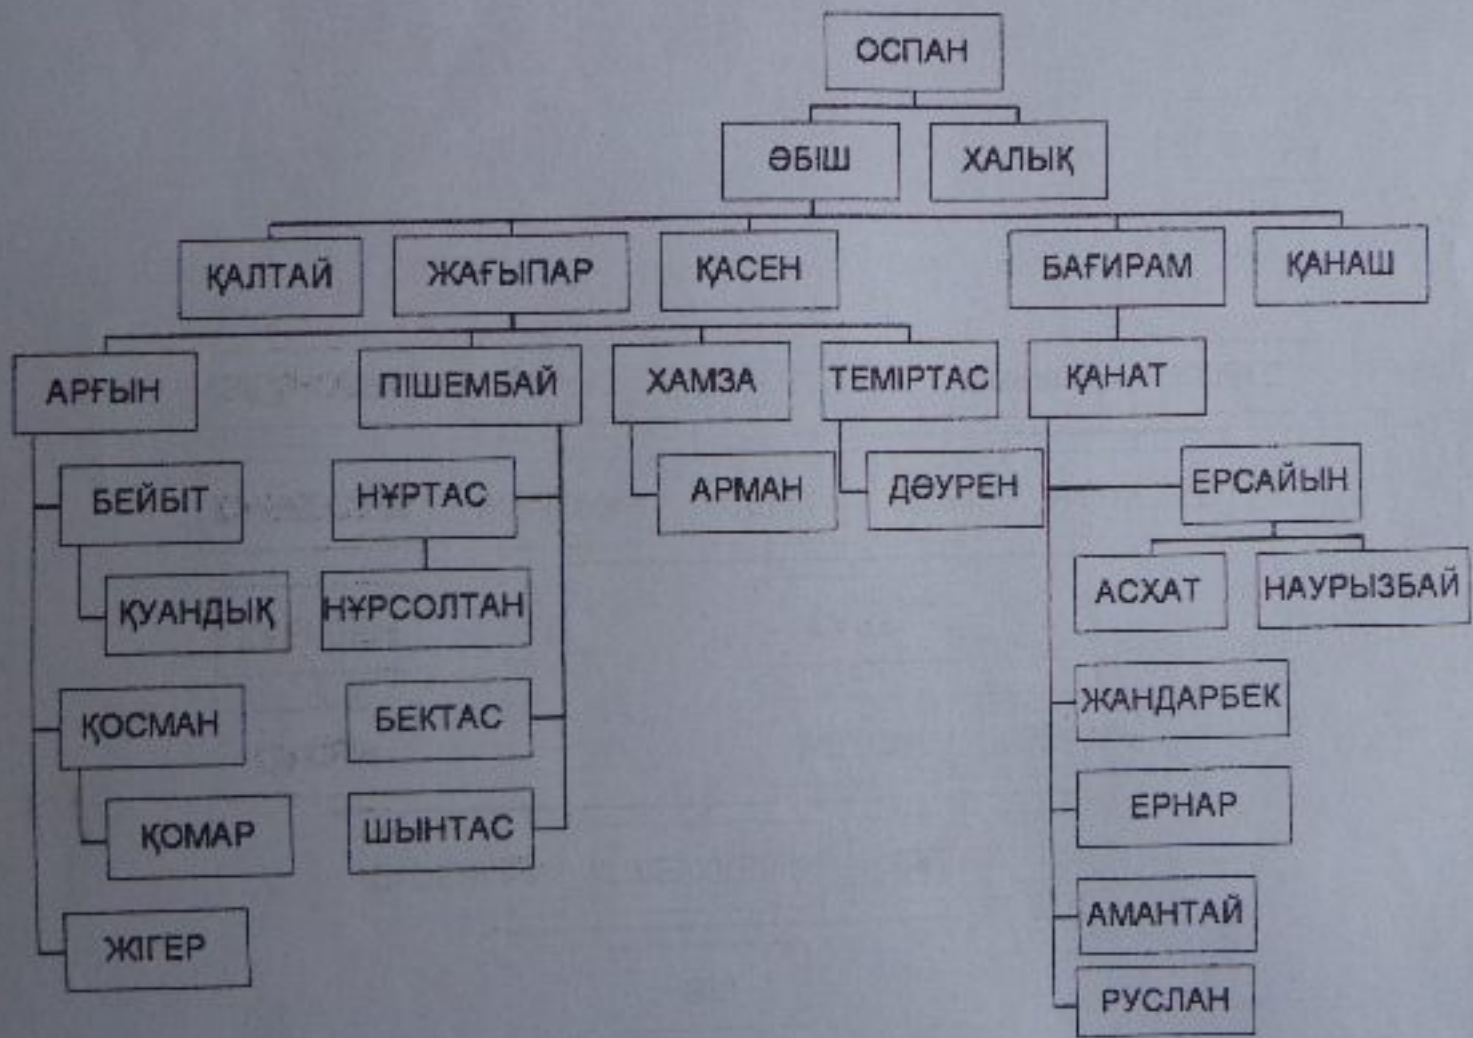 ОСПАН
ӘБІШ ХАЛЫҚ
ҚАЛТАЙ ЖАҒЫПАР ҚАСЕН БАҒИРАМ ҚАНАШ
АРҒЫН ПІШЕМБАЙ ХАМЗА ТЕМІРТАС ҚАНАТ
БЕЙБІТ НҰРТАС АРМАН ДӘУРЕН ЕРСАЙЫН
ҚУАНДЫҚ НҰРСОЛТАН АСХАТ НАУРЫЗБАЙ
ҚОСМАН БЕКТАС ЖАНДАРБЕК
ҚОМАР ШЫНТАС ЕРНАР
ЖІГЕР АМАНТАЙ
РУСЛАН